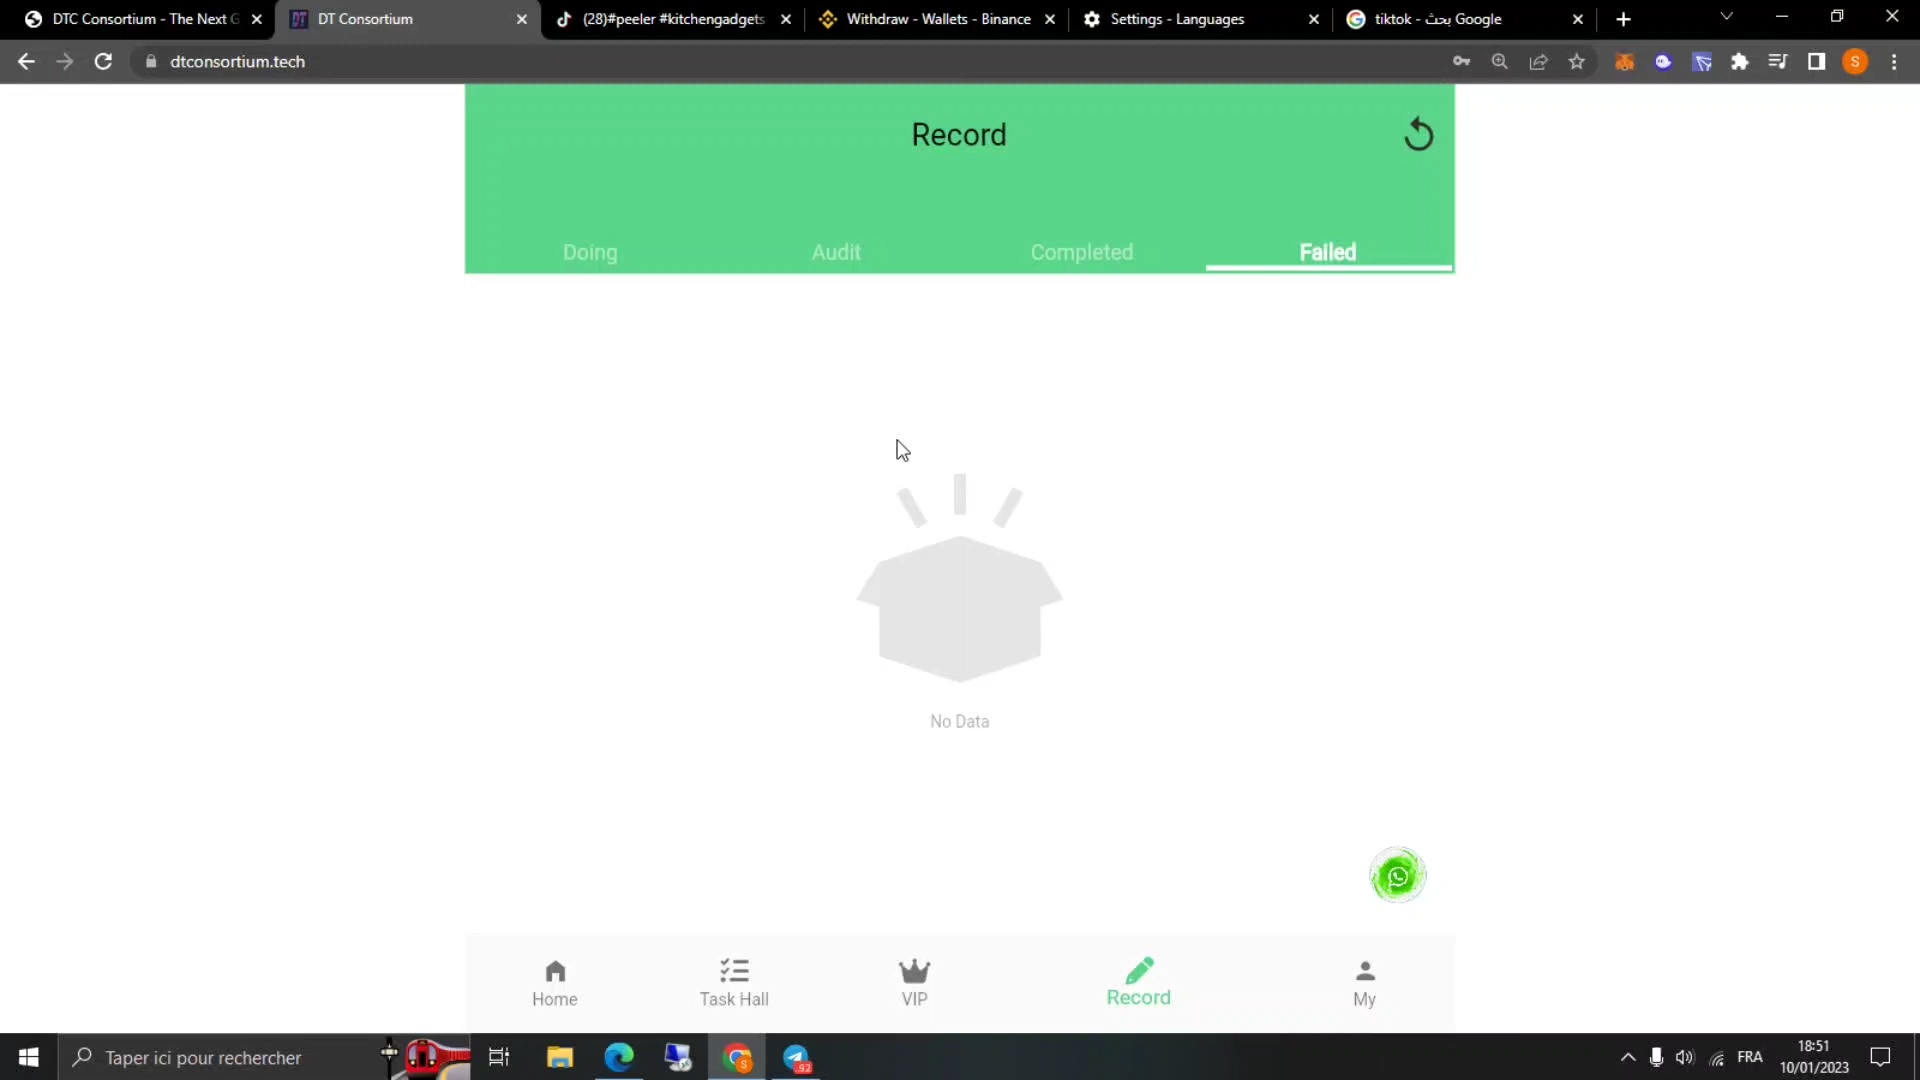 DTC Consortium - The Next G
DT Consortium
(28)#peeler #kitchengadgets
Withdraw - Wallets - Binance
Settings - Languages
tiktok - بحث Google
dtconsortium.tech
S
Record
Doing
Audit
Completed
Failed
No Data
Home
Task Hall
VIP
Record
My
Taper ici pour rechercher
S
92
FRA
18:51
10/01/2023